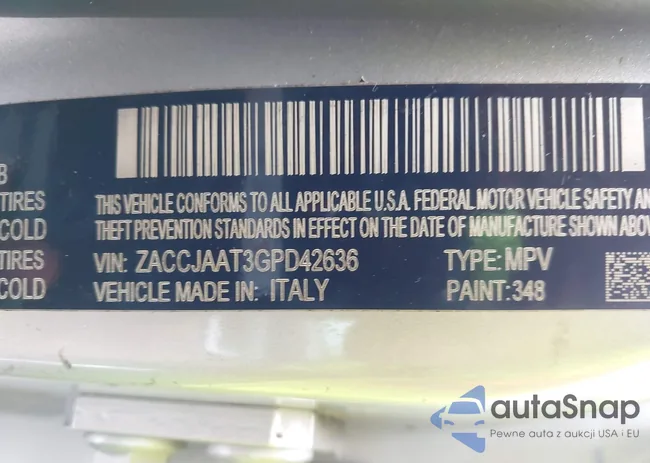 B
TIRES
COLD
TIRES
COLD
THIS VEHICLE CONFORMS TO ALL APPLICABLE U.S.A. FEDERAL MOTOR VEHICLE SAFETY AN
THEFT PREVENTION STANDARDS IN EFFECT ON THE DATE OF MANUFACTURE SHOWN ABOV
VIN: ZACCJAAT3GPD42636 TYPE: MPV
VEHICLE MADE IN: ITALY PAINT: 348
autaSnap
Pewne auta z aukcji USA i EU